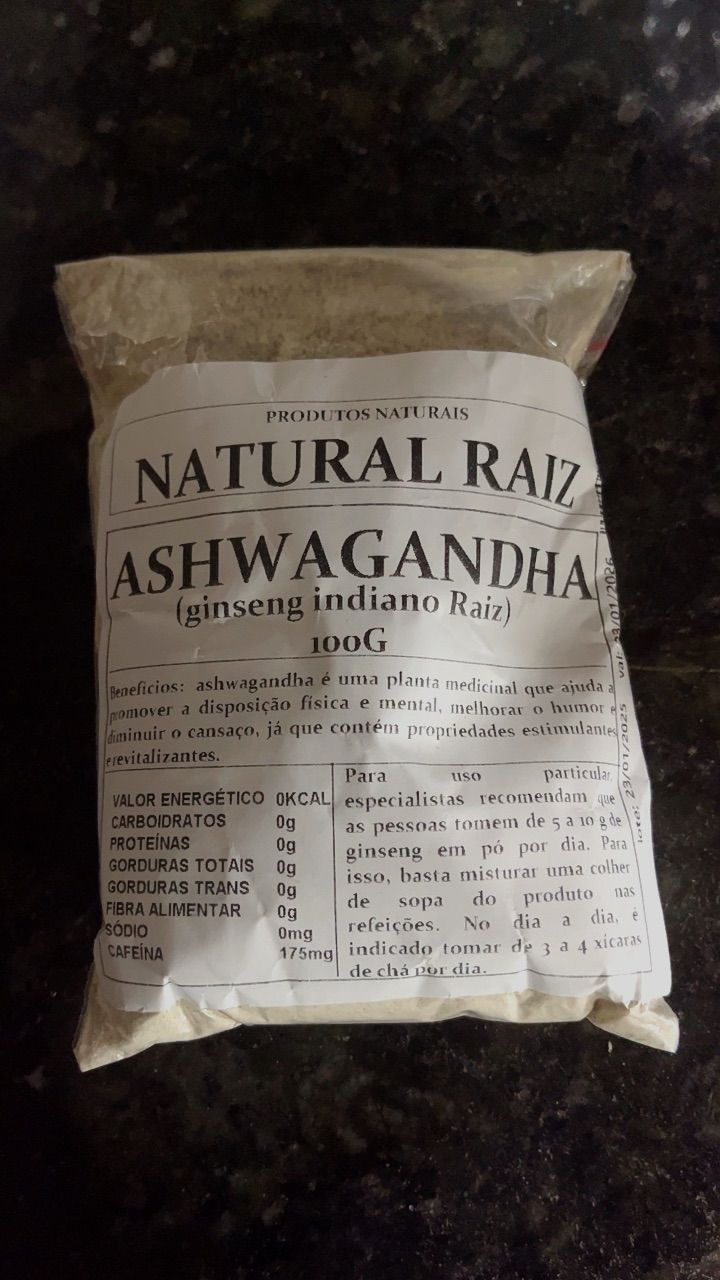 PRODUTOS NATURAIS
NATURAL RAIZ
ASHWAGANDHA
(ginseng indiano Raiz)
100G
Beneficios: ashwagandha é uma planta medicinal que ajuda a
promover a disposição física e mental, melhorar o humor e
diminuir o cansaço, já que contém propriedades estimulantes
e revitalizantes.
VALOR ENERGÉTICO 0KCAL
CARBOIDRATOS 0g
PROTEÍNAS 0g
GORDURAS TOTAIS 0g
GORDURAS TRANS 0g
FIBRA ALIMENTAR 0g
SÓDIO 0mg
CAFEÍNA 175mg
Para uso particular,
especialistas recomendam que
as pessoas tomem de 5 a 10 g de
ginseng em pó por dia. Para
isso, basta misturar uma colher
de sopa do produto nas
refeições. No dia a dia, é
indicado tomar de 3 a 4 xícaras
de chá por dia.
lote: 23/01/2025 val: